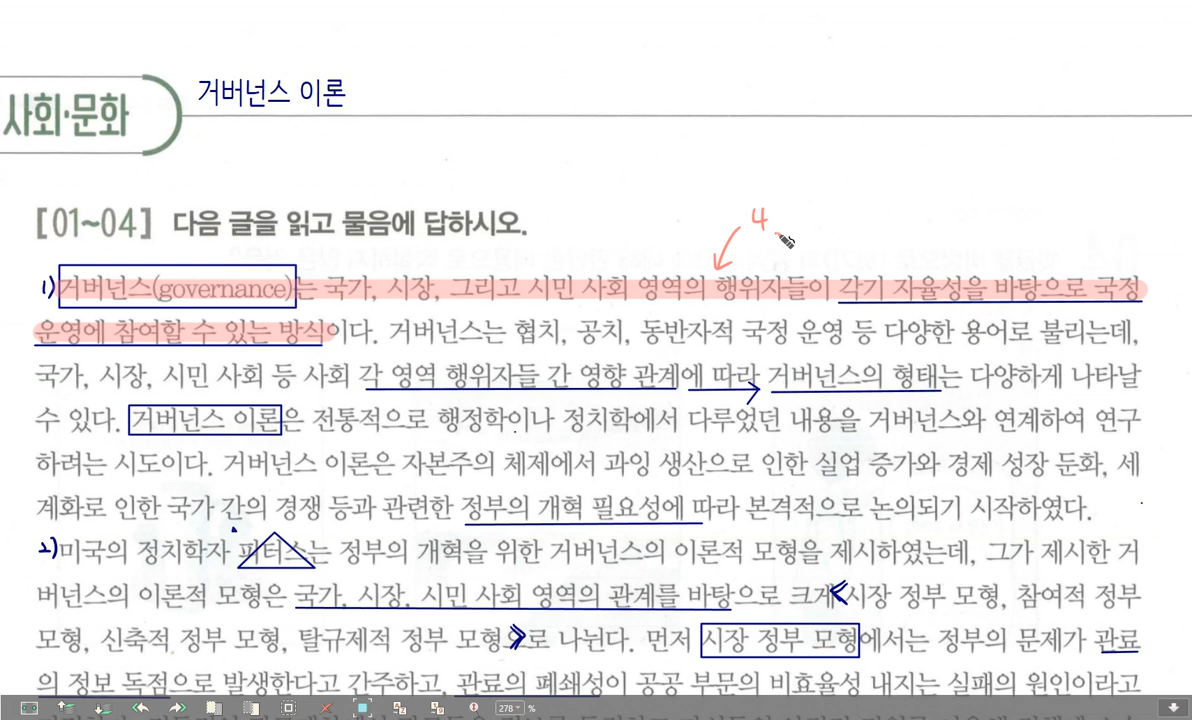 거버넌스 이론
사회·문화
[01~04] 다음 글을 읽고 물음에 답하시오.
4
1) 거버넌스(governance)는 국가, 시장, 그리고 시민 사회 영역의 행위자들이 각기 자율성을 바탕으로 국정
운영에 참여할 수 있는 방식이다. 거버넌스는 협치, 공치, 동반자적 국정 운영 등 다양한 용어로 불리는데,
국가, 시장, 시민 사회 등 사회 각 영역 행위자들 간 영향 관계에 따라 거버넌스의 형태는 다양하게 나타날
수 있다. 거버넌스 이론은 전통적으로 행정학이나 정치학에서 다루었던 내용을 거버넌스와 연계하여 연구
하려는 시도이다. 거버넌스 이론은 자본주의 체제에서 과잉 생산으로 인한 실업 증가와 경제 성장 둔화, 세
계화로 인한 국가 간의 경쟁 등과 관련한 정부의 개혁 필요성에 따라 본격적으로 논의되기 시작하였다.
2) 미국의 정치학자 피터스는 정부의 개혁을 위한 거버넌스의 이론적 모형을 제시하였는데, 그가 제시한 거
버넌스의 이론적 모형은 국가, 시장, 시민 사회 영역의 관계를 바탕으로 크게 시장 정부 모형, 참여적 정부
모형, 신축적 정부 모형, 탈규제적 정부 모형으로 나뉜다. 먼저 시장 정부 모형에서는 정부의 문제가 관료
의 정보 독점으로 발생한다고 간주하고, 관료의 폐쇄성이 공공 부문의 비효율성 내지는 실패의 원인이라고
278 %